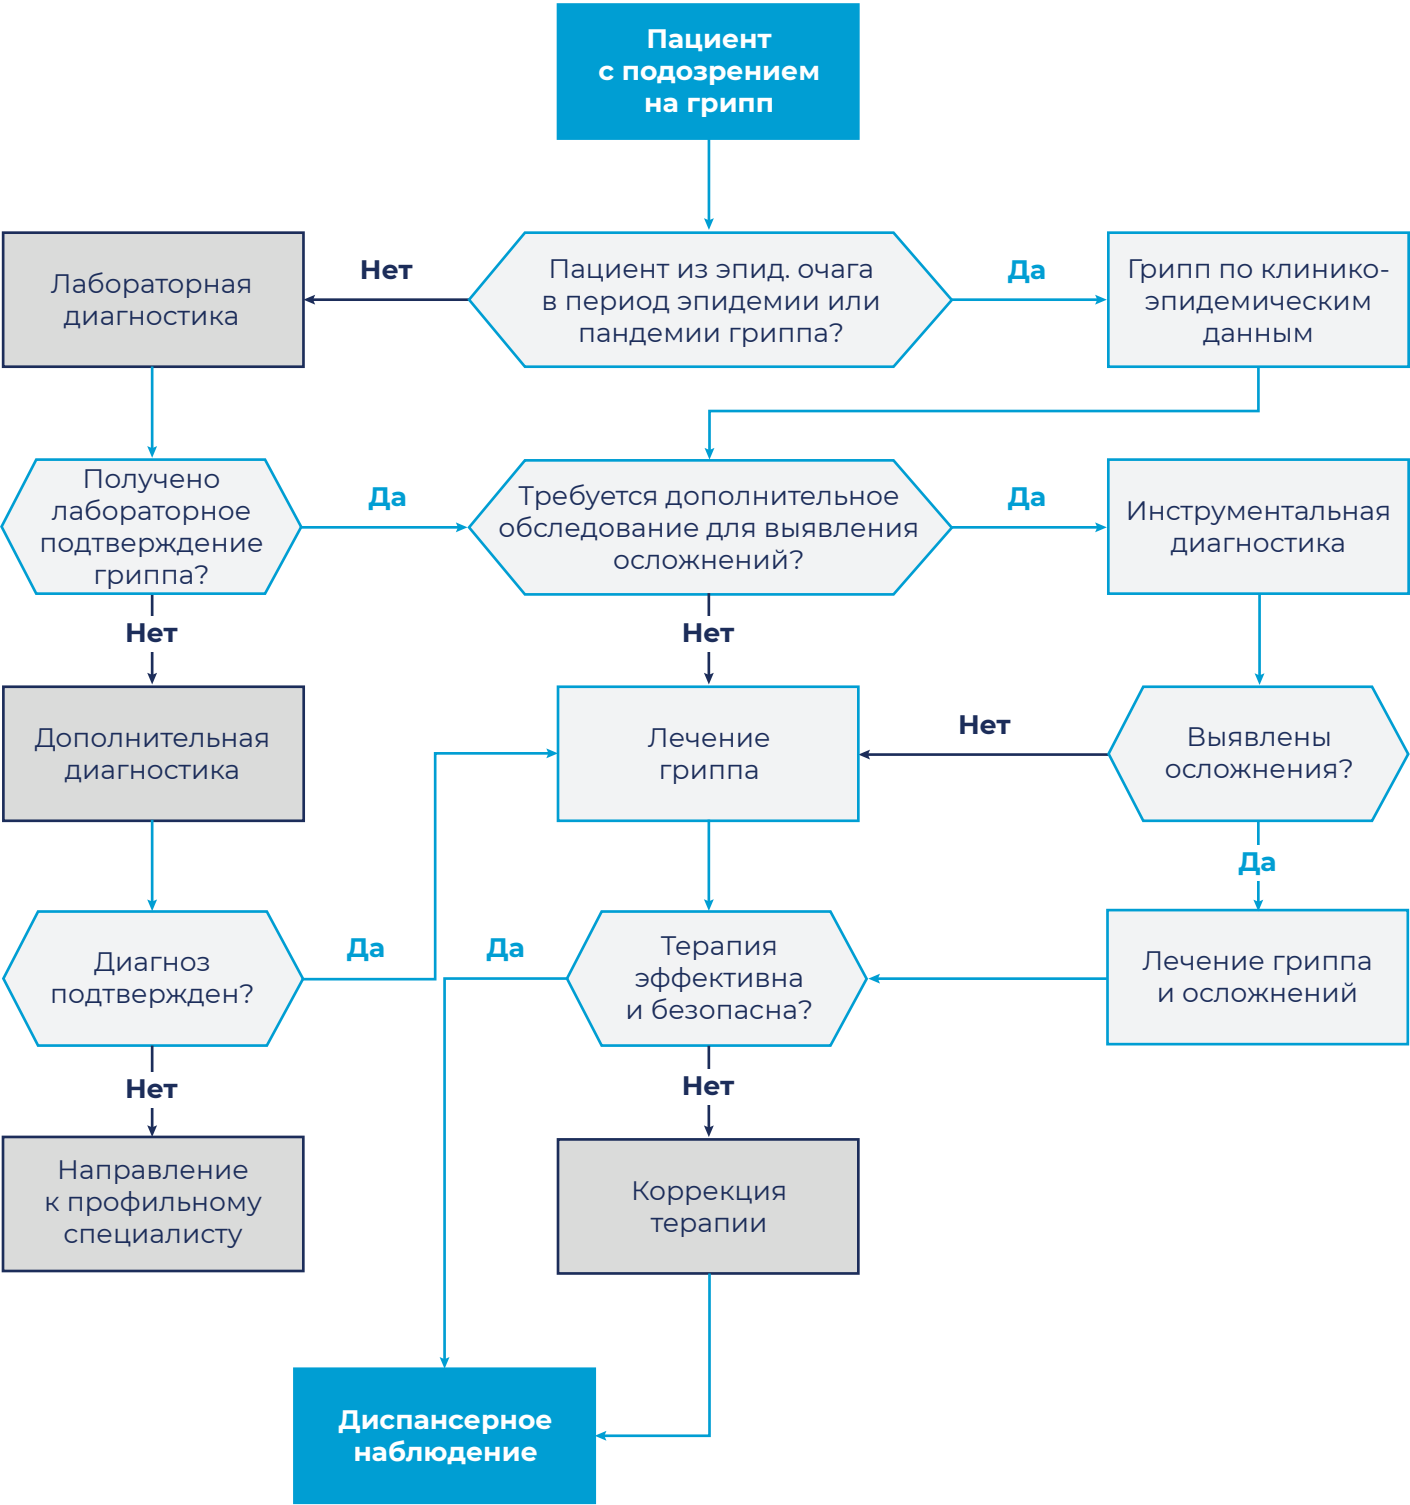 Пациент
с подозрением
на грипп
Лабораторная
диагностика
Нет
Пациент из эпид. очага
в период эпидемии или
пандемии гриппа?
Да
Грипп по клинико-
эпидемическим
данным
Получено
лабораторное
подтверждение
гриппа?
Да
Требуется дополнительное
обследование для выявления
осложнений?
Да
Инструментальная
диагностика
Нет
Нет
Дополнительная
диагностика
Лечение
гриппа
Нет
Выявлены
осложнения?
Да
Диагноз
подтвержден?
Да
Да
Терапия
эффективна
и безопасна?
Лечение гриппа
и осложнений
Нет
Нет
Направление
к профильному
специалисту
Коррекция
терапии
Диспансерное
наблюдение